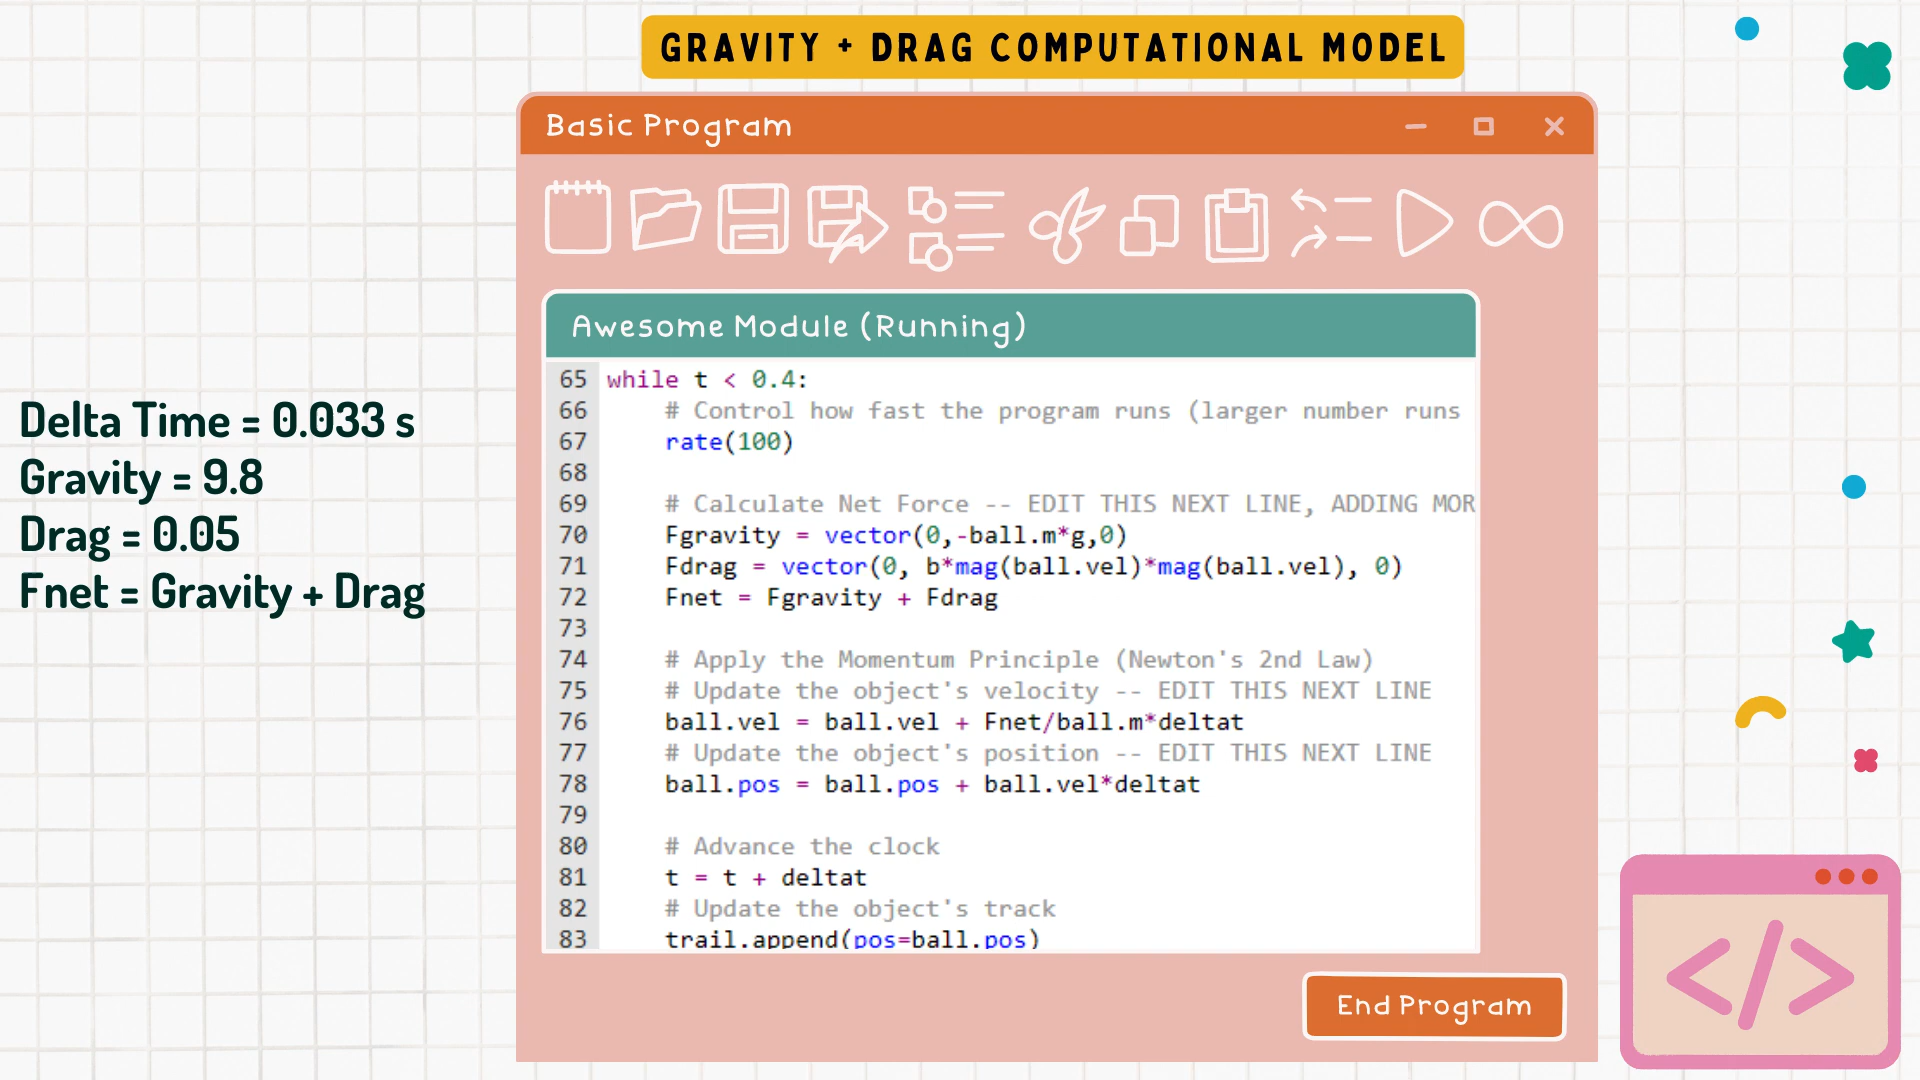 GRAVITY + DRAG COMPUTATIONAL MODEL
Basic Program
Awesome Module (Running)
Delta Time = 0.033 s
Gravity = 9.8
Drag = 0.05
Fnet = Gravity + Drag
65 while t < 0.4:
66     # Control how fast the program runs (larger number runs
67     rate(100)
68
69     # Calculate Net Force -- EDIT THIS NEXT LINE, ADDING MOR
70     Fgravity = vector(0,-ball.m*g,0)
71     Fdrag = vector(0, b*mag(ball.vel)*mag(ball.vel), 0)
72     Fnet = Fgravity + Fdrag
73
74     # Apply the Momentum Principle (Newton's 2nd Law)
75     # Update the object's velocity -- EDIT THIS NEXT LINE
76     ball.vel = ball.vel + Fnet/ball.m*deltat
77     # Update the object's position -- EDIT THIS NEXT LINE
78     ball.pos = ball.pos + ball.vel*deltat
79
80     # Advance the clock
81     t = t + deltat
82     # Update the object's track
83     trail.append(pos=ball.pos)
End Program